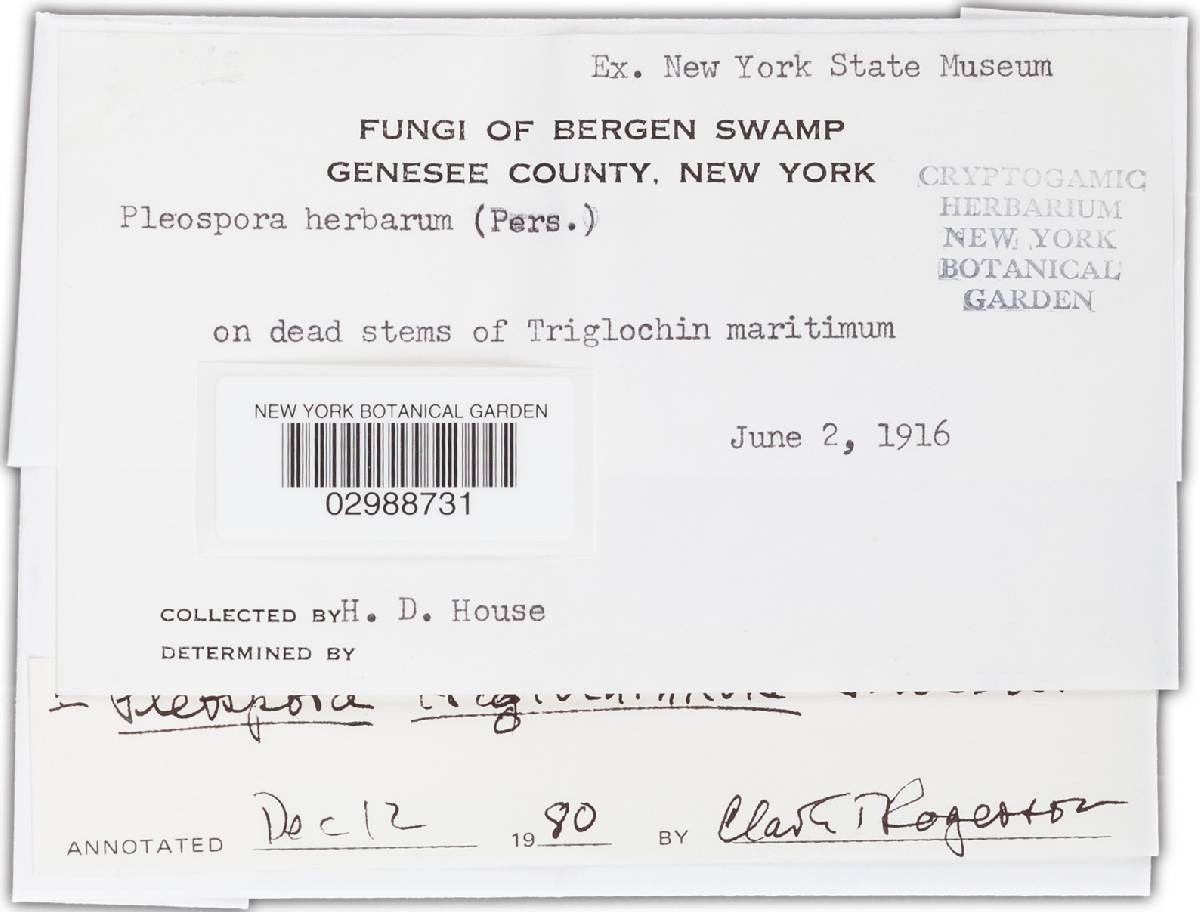 Ex. New York State Museum
FUNGI OF BERGEN SWAMP
GENESEE COUNTY, NEW YORK
CRYPTOGAMIC
HERBARIUM
NEW YORK
BOTANICAL
GARDEN
Pleospora herbarum (Pers.)
on dead stems of Triglochin maritimum
NEW YORK BOTANICAL GARDEN
02988731
June 2, 1916
COLLECTED BY H. D. House
DETERMINED BY
= Pleospora
ANNOTATED Dec 12 1980 BY Clark T Rogerson